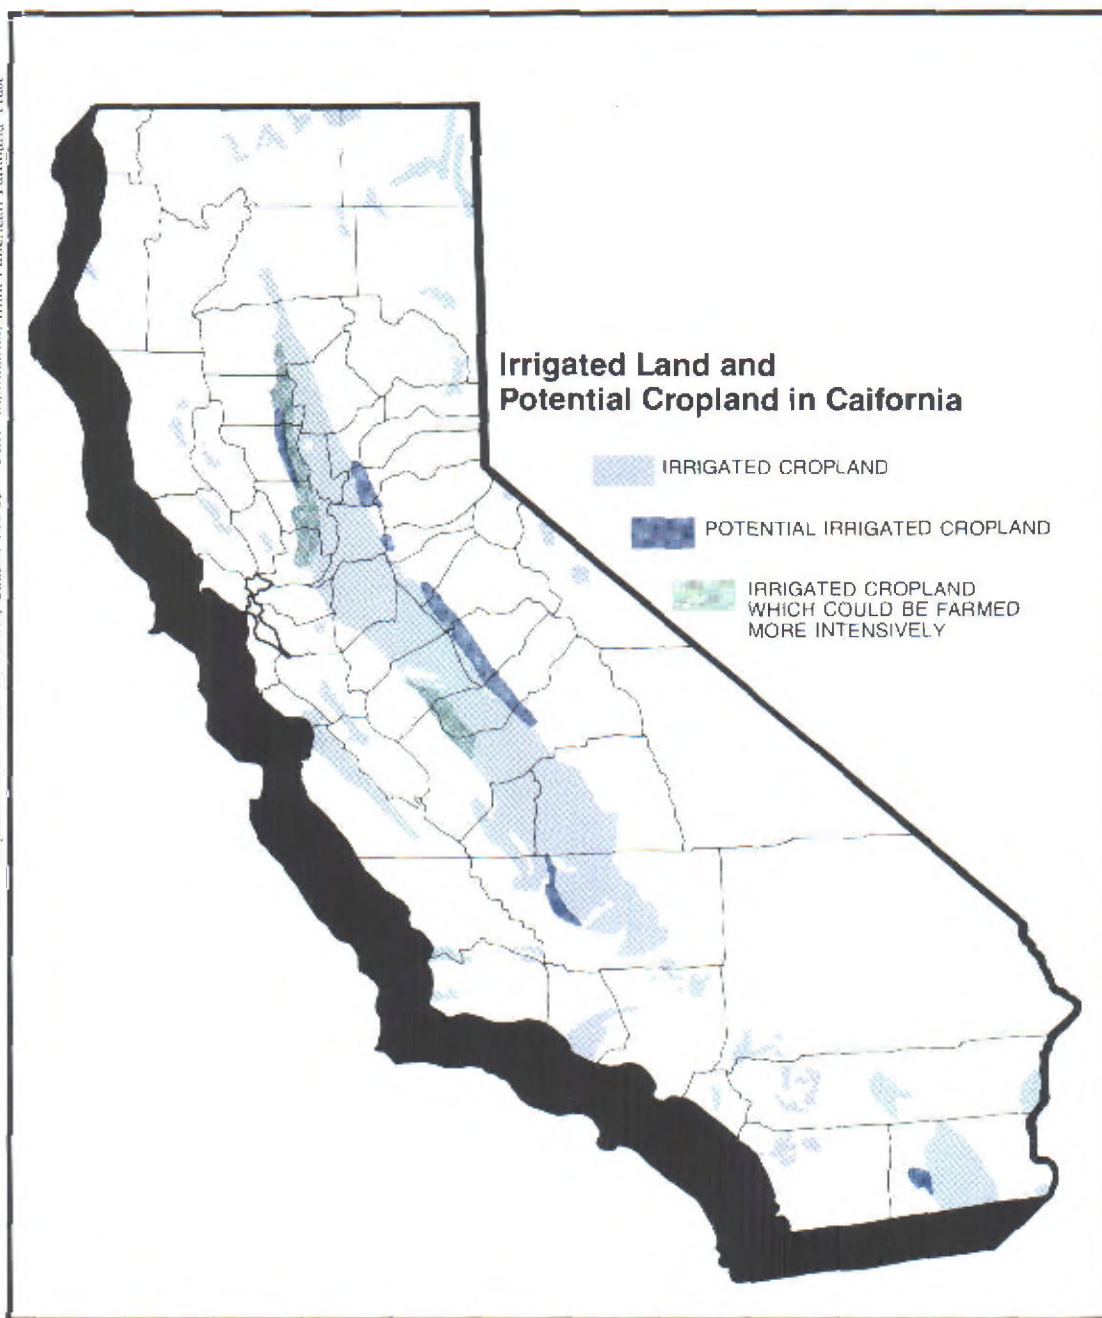 Irrigated Land and
Potential Cropland in Caifornia
IRRIGATED CROPLAND
POTENTIAL IRRIGATED CROPLAND
IRRIGATED CROPLAND
WHICH COULD BE FARMED
MORE INTENSIVELY